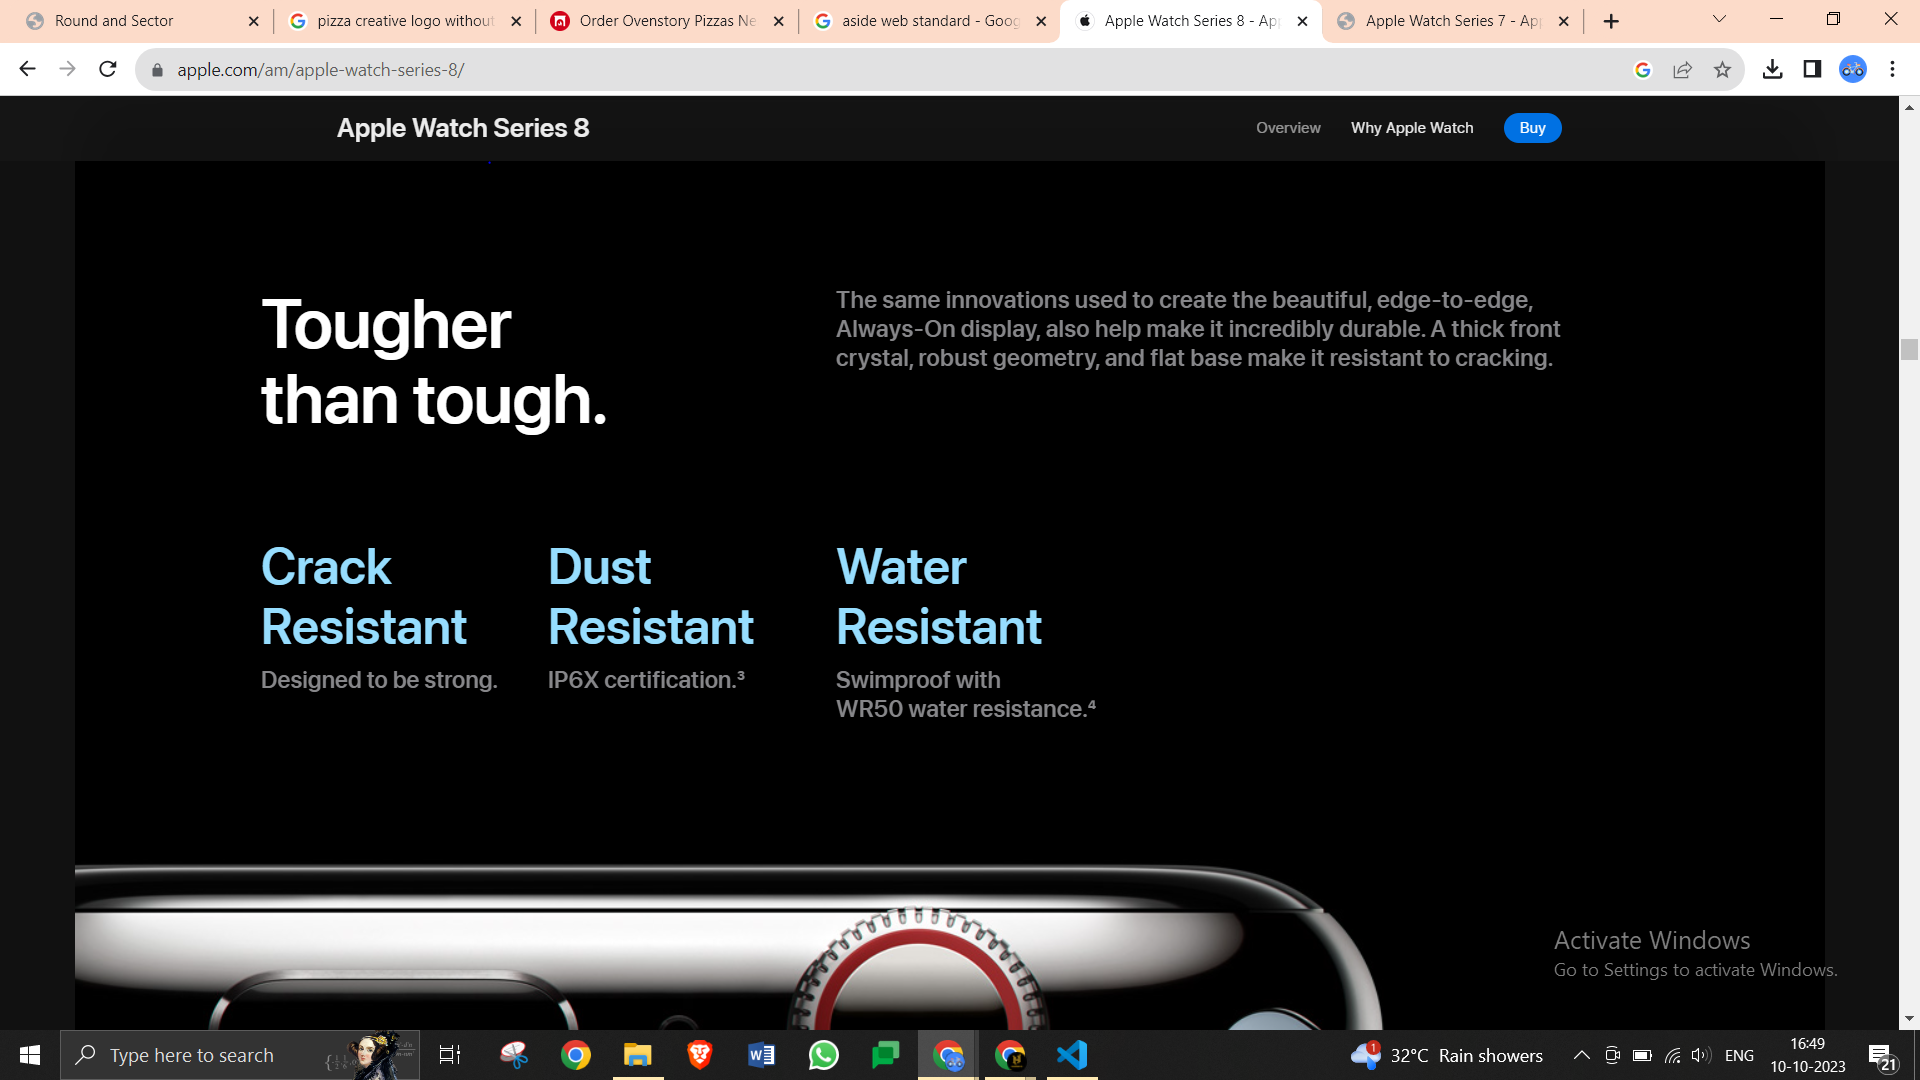 Round and Sector
pizza creative logo without
Order Ovenstory Pizzas Ne
aside web standard - Goog
Apple Watch Series 8 - Ap
Apple Watch Series 7 - Ap
apple.com/am/apple-watch-series-8/
Apple Watch Series 8
Overview
Why Apple Watch
Buy
Tougher
than tough.
The same innovations used to create the beautiful, edge-to-edge,
Always-On display, also help make it incredibly durable. A thick front
crystal, robust geometry, and flat base make it resistant to cracking.
Crack
Resistant
Designed to be strong.
Dust
Resistant
IP6X certification.³
Water
Resistant
Swimproof with
WR50 water resistance.⁴
Activate Windows
Go to Settings to activate Windows.
Type here to search
1
32°C Rain showers
ENG
16:49
10-10-2023
21